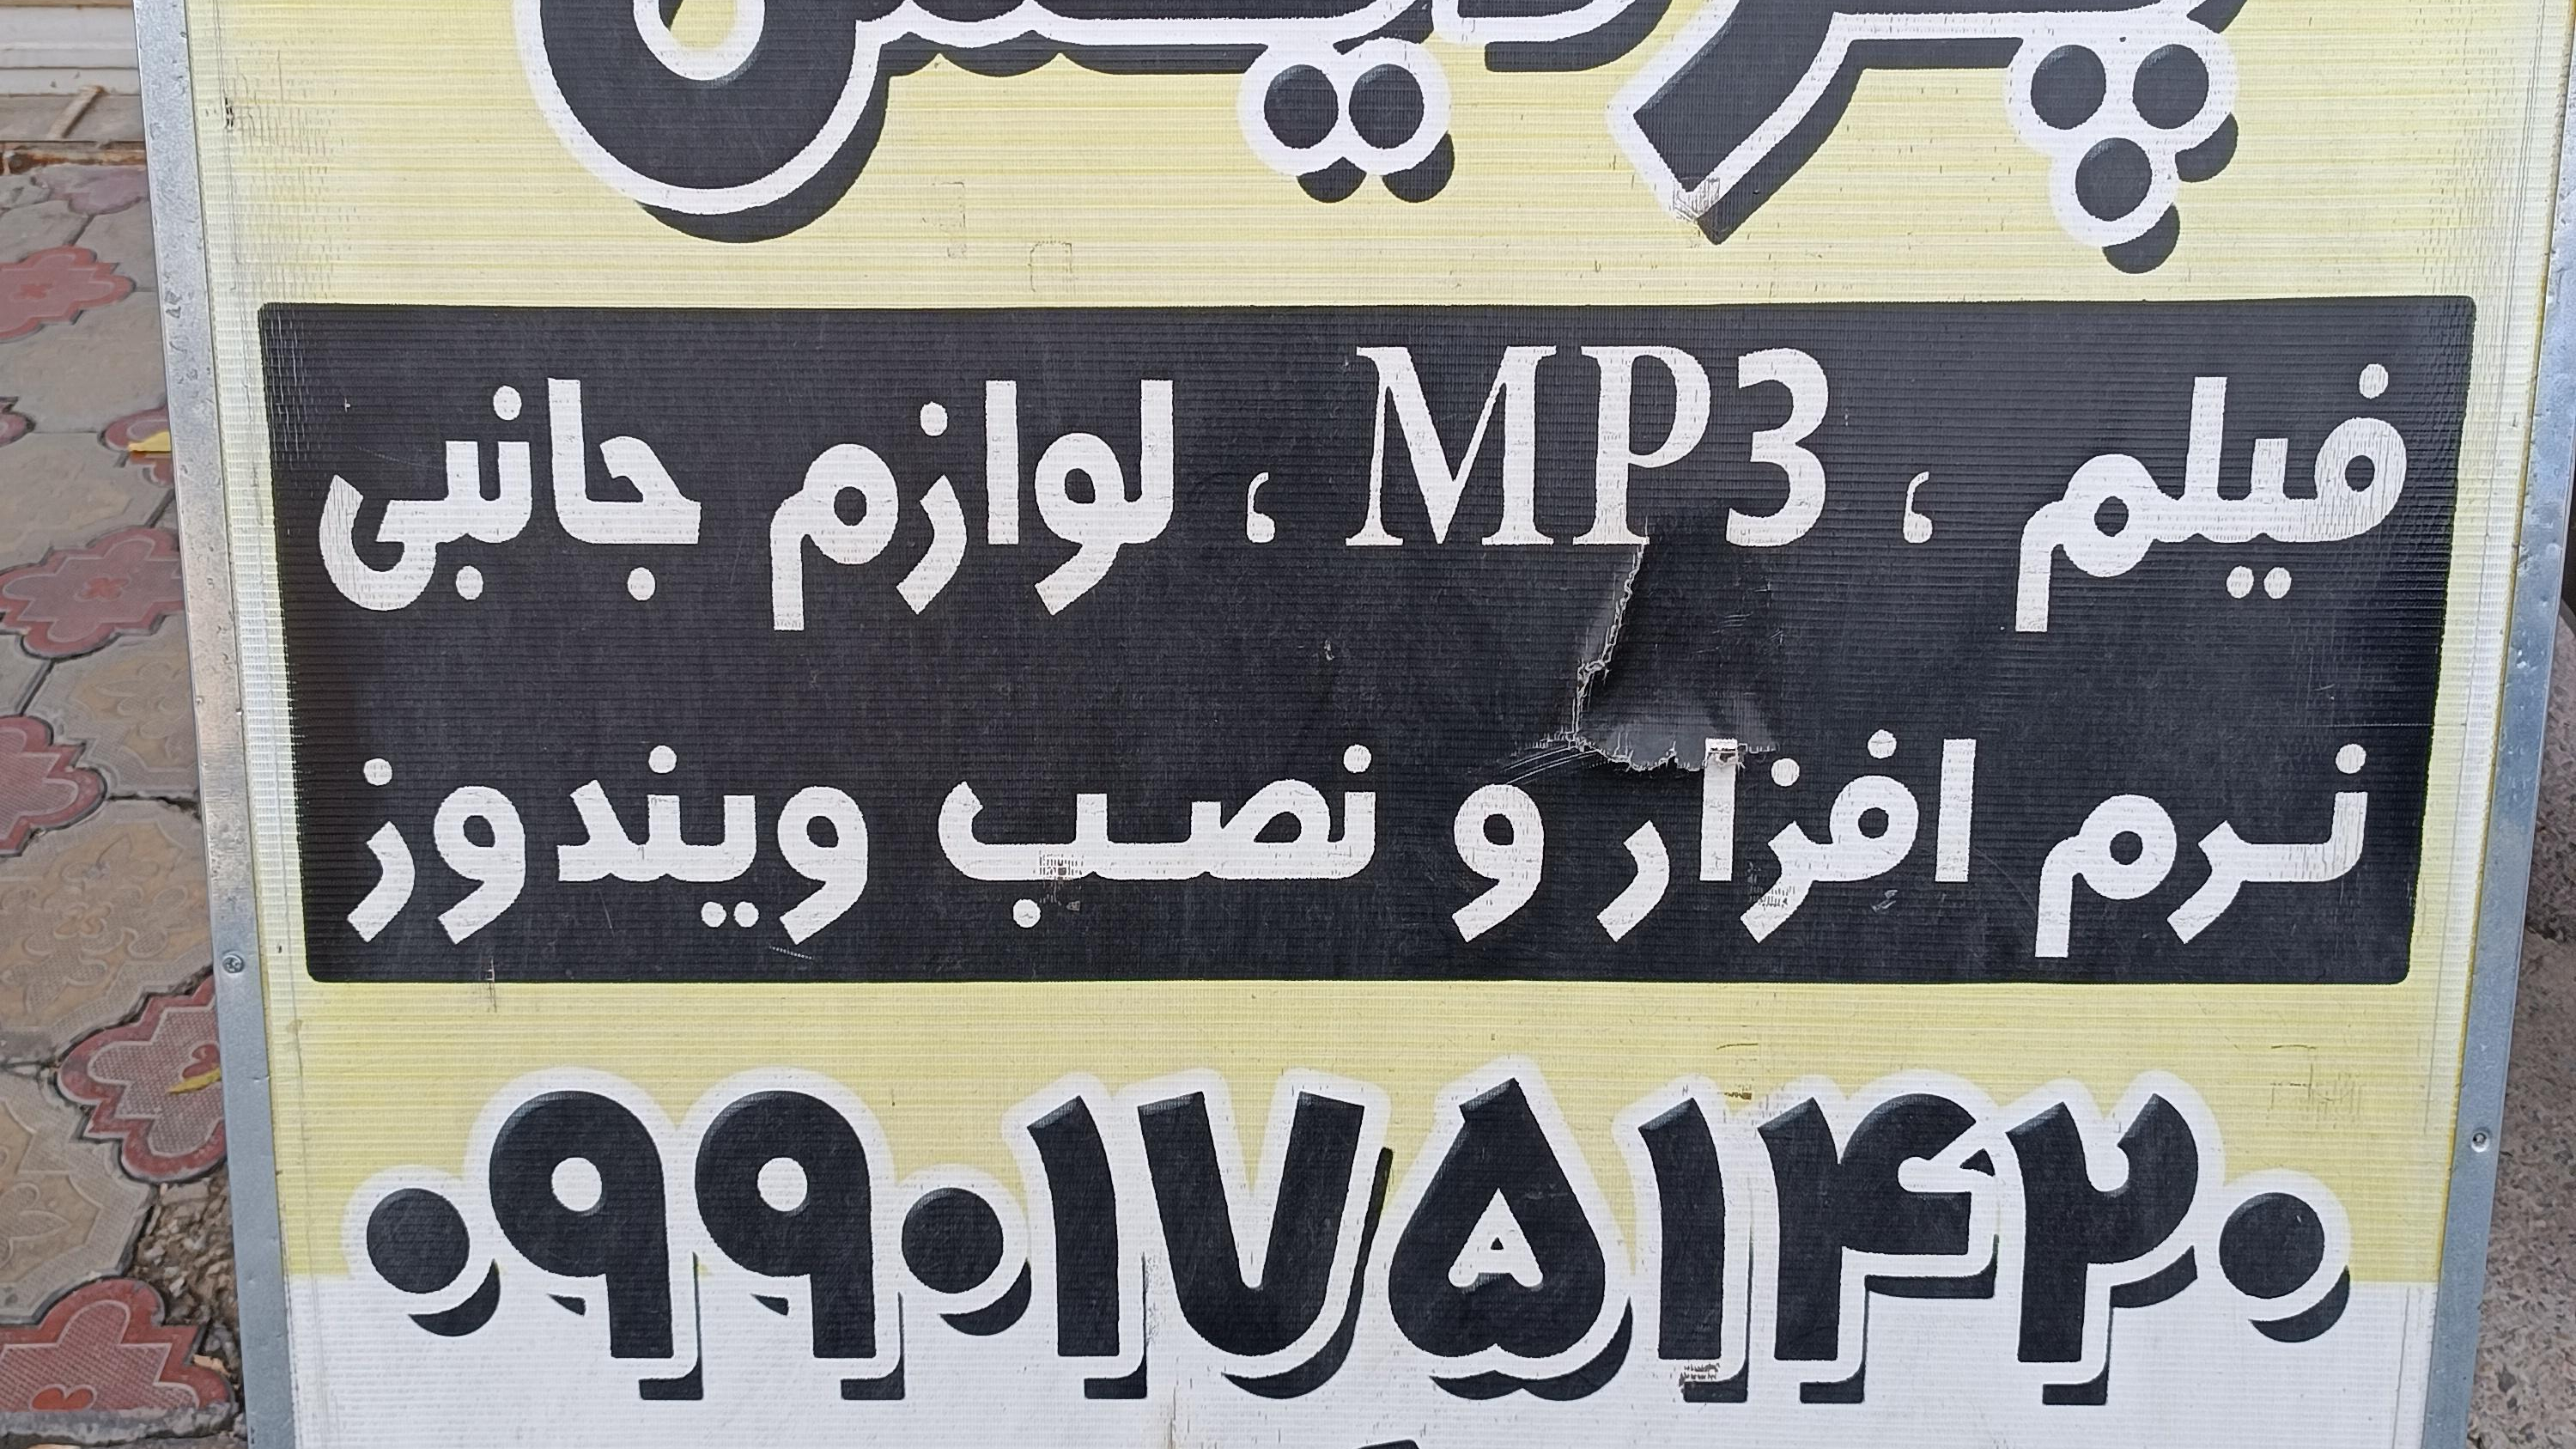 فیلم ، MP3 ، لوازم جانبی
نرم افزار و نصب ویندوز
۰۹۹۰۱۷۵۱۴۲۰